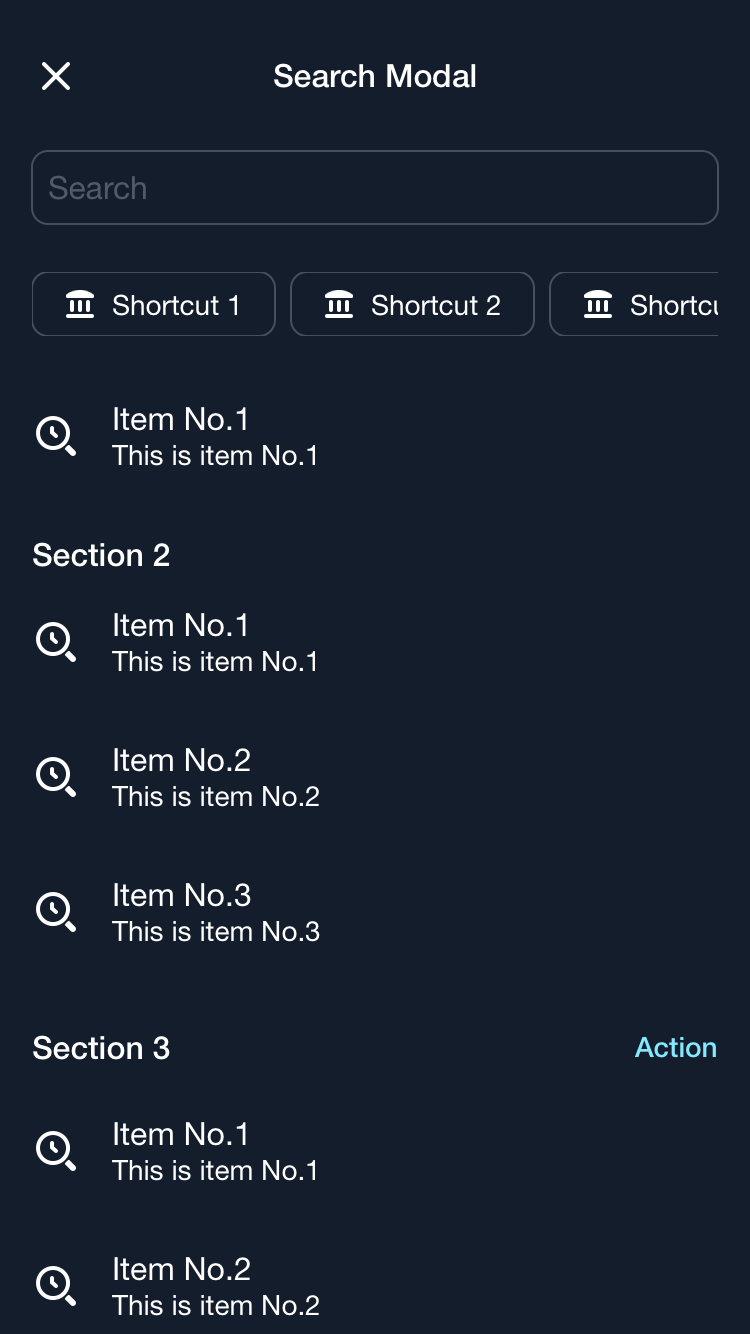 Search Modal
Search
Shortcut 1 Shortcut 2
Item No.1
This is item No.1
Section 2
Item No.1
This is item No.1
Item No.2
This is item No.2
Item No.3
This is item No.3
Section 3 Action
Item No.1
This is item No.1
Item No.2
This is item No.2